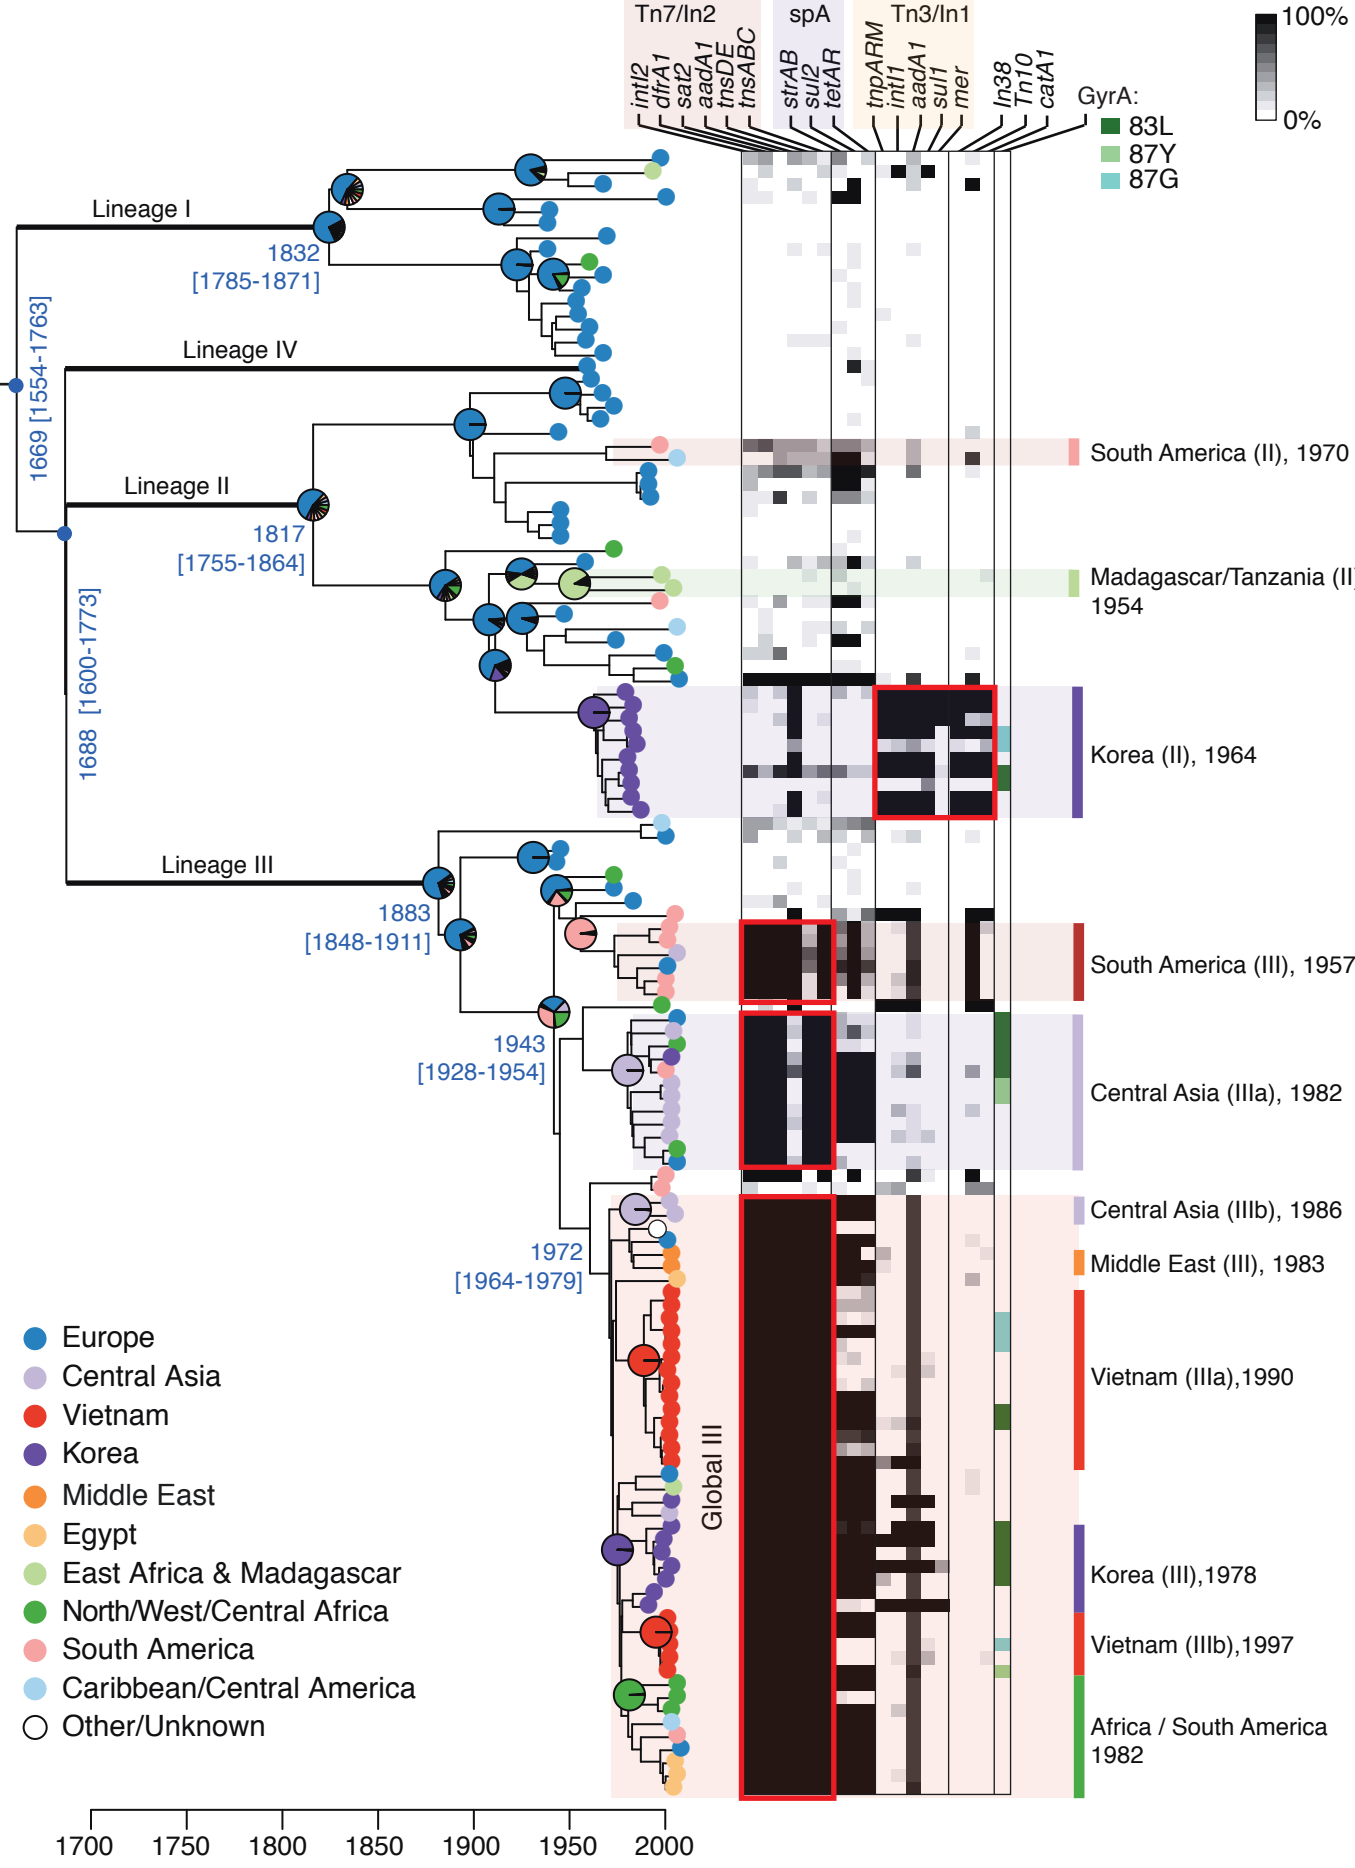 Tn7/In2 spA Tn3/In1
intI2 dfrA1 sat2 aadA1 tnsDE tnsABC strAB sul2 tetAR tnpARM intI1 aadA1 sul1 mer In38 Tn10 catA1
100%
0%
GyrA:
83L
87Y
87G
Lineage I
1832
[1785-1871]
1669 [1554-1763]
Lineage IV
Lineage II
1817
[1755-1864]
1688 [1600-1773]
Lineage III
1883
[1848-1911]
1943
[1928-1954]
1972
[1964-1979]
South America (II), 1970
Madagascar/Tanzania (II)
1954
Korea (II), 1964
South America (III), 1957
Central Asia (IIIa), 1982
Central Asia (IIIb), 1986
Middle East (III), 1983
Vietnam (IIIa),1990
Korea (III),1978
Vietnam (IIIb),1997
Africa / South America
1982
Global III
Europe
Central Asia
Vietnam
Korea
Middle East
Egypt
East Africa & Madagascar
North/West/Central Africa
South America
Caribbean/Central America
Other/Unknown
1700 1750 1800 1850 1900 1950 2000